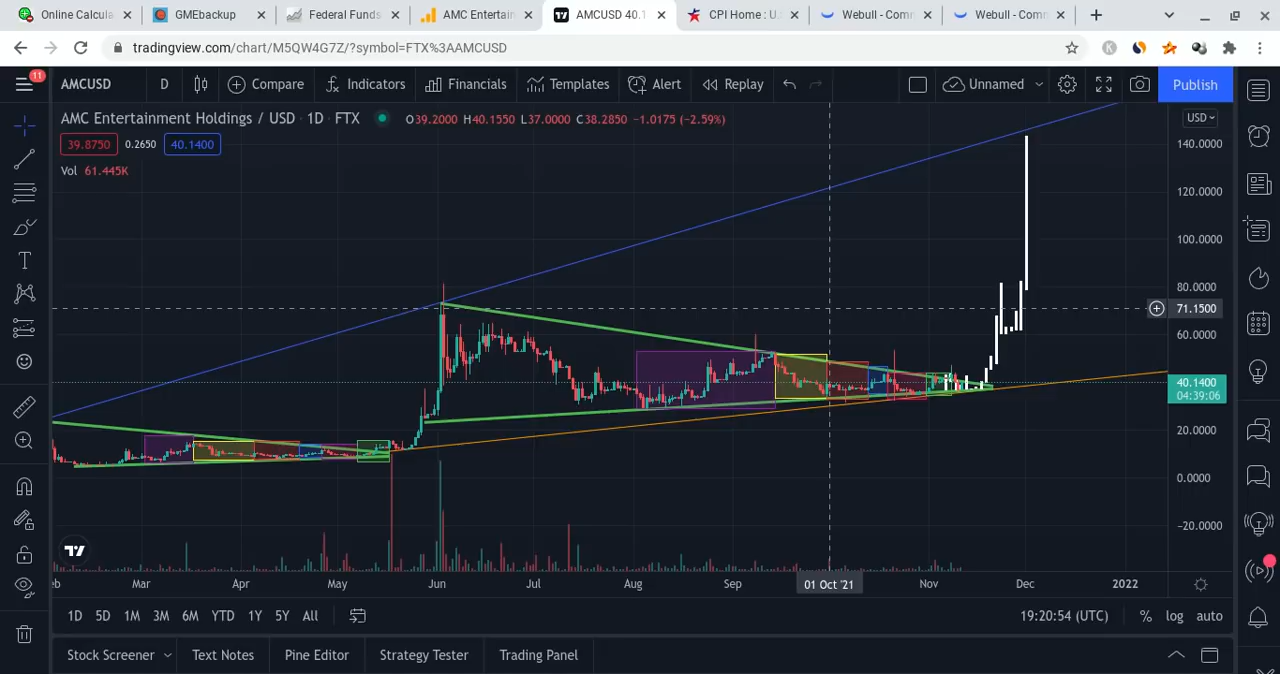 Online Calcula
GMEbackup
Federal Funds
AMC Entertain
AMCUSD 40.1
CPI Home : U.
Webull - Comm
Webull - Comm
tradingview.com/chart/M5QW4G7Z/?symbol=FTX%3AAMCUSD
K
11
AMCUSD
D
Compare
Indicators
Financials
Templates
Alert
Replay
Unnamed
Publish
AMC Entertainment Holdings / USD · 1D · FTX
O39.2000 H40.1550 L37.0000 C38.2850 -1.0175 (-2.59%)
USD
39.8750
0.2650
40.1400
Vol 61.445K
140.0000
120.0000
100.0000
80.0000
71.1500
60.0000
40.1400
04:39:06
20.0000
0.0000
-20.0000
eb
Mar
Apr
May
Jun
Jul
Aug
Sep
01 Oct '21
Nov
Dec
2022
1D 5D 1M 3M 6M YTD 1Y 5Y All
19:20:54 (UTC)
% log auto
Stock Screener
Text Notes
Pine Editor
Strategy Tester
Trading Panel